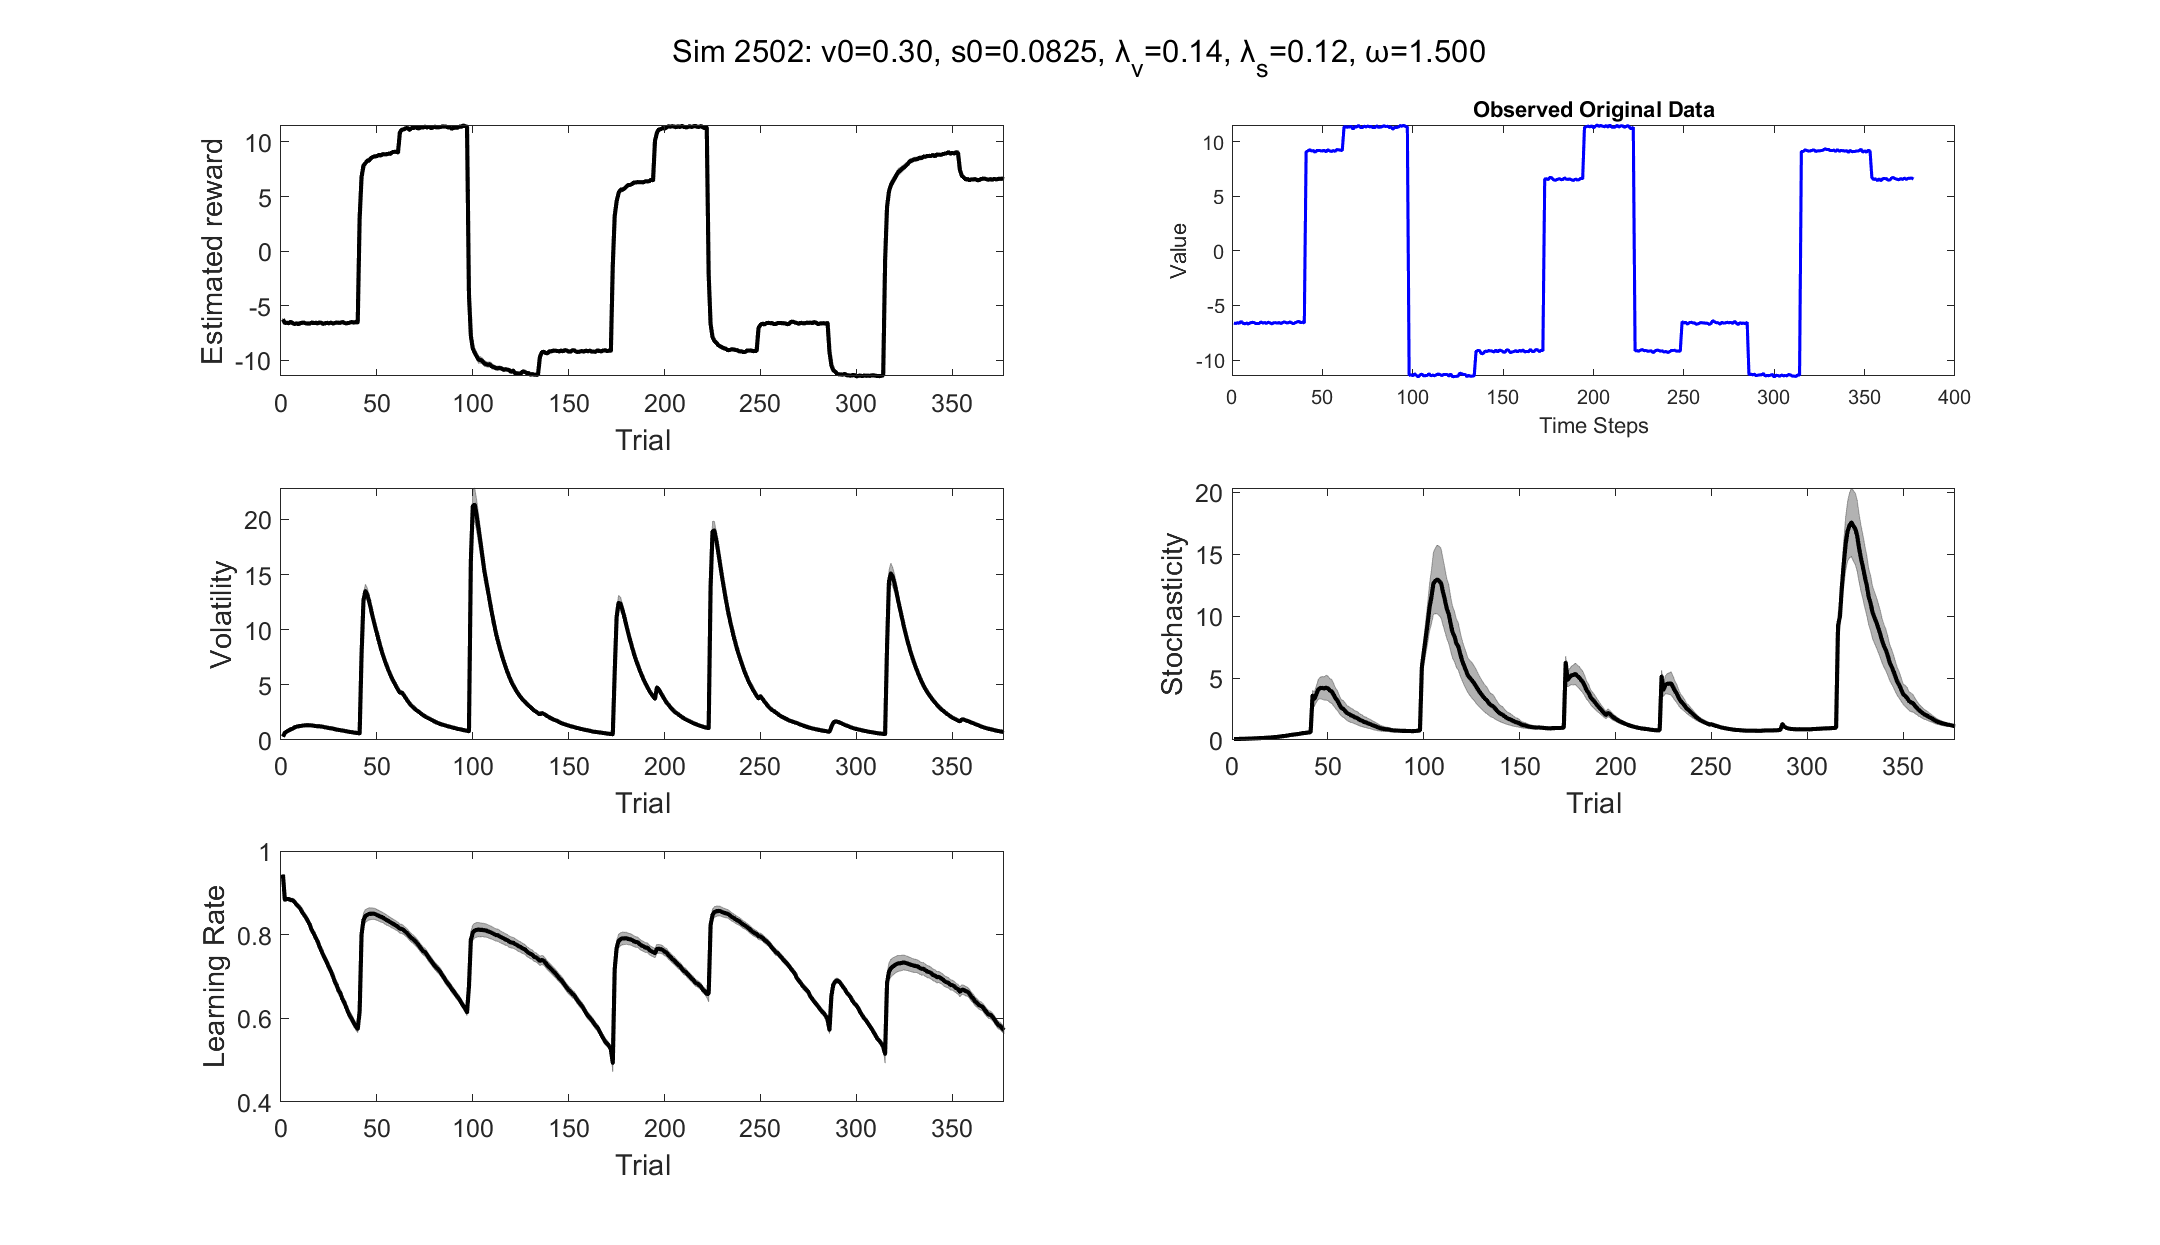 Sim 2502: v0=0.30, s0=0.0825, λv=0.14, λs=0.12, ω=1.500
Estimated reward
10
5
0
-5
-10
0 50 100 150 200 250 300 350
Trial
Observed Original Data
Value
10
5
0
-5
-10
0 50 100 150 200 250 300 350 400
Time Steps
Volatility
20
15
10
5
0
0 50 100 150 200 250 300 350
Trial
Stochasticity
20
15
10
5
0
0 50 100 150 200 250 300 350
Trial
Learning Rate
1
0.8
0.6
0.4
0 50 100 150 200 250 300 350
Trial